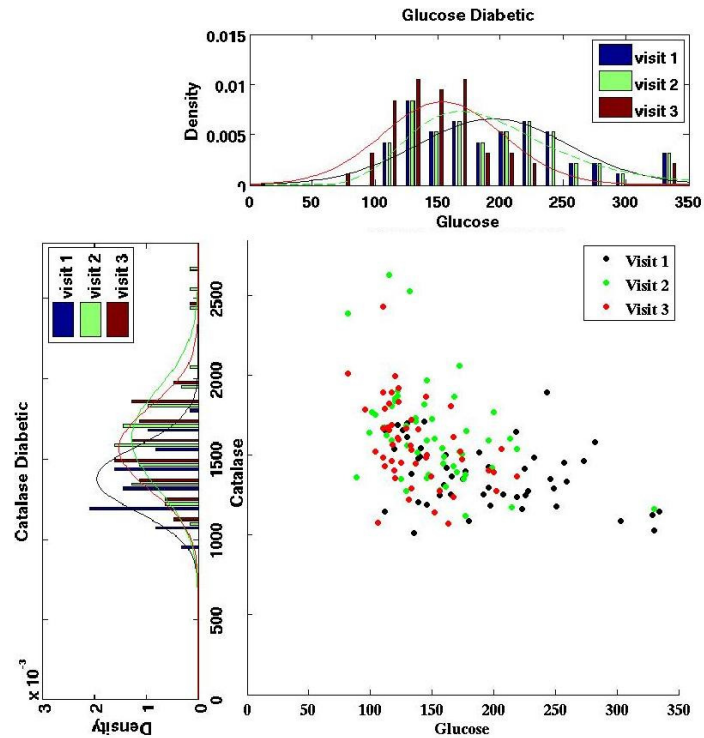 Glucose Diabetic
0.015
0.01
0.005
0
Density
visit 1
visit 2
visit 3
0 50 100 150 200 250 300 350
Glucose
visit 1
visit 2
visit 3
Catalase Diabetic
2500
2000
1500
1000
500
0
Catalase
x 10⁻³
3 2 1 0
Density
Visit 1
Visit 2
Visit 3
0 50 100 150 200 250 300 350
Glucose